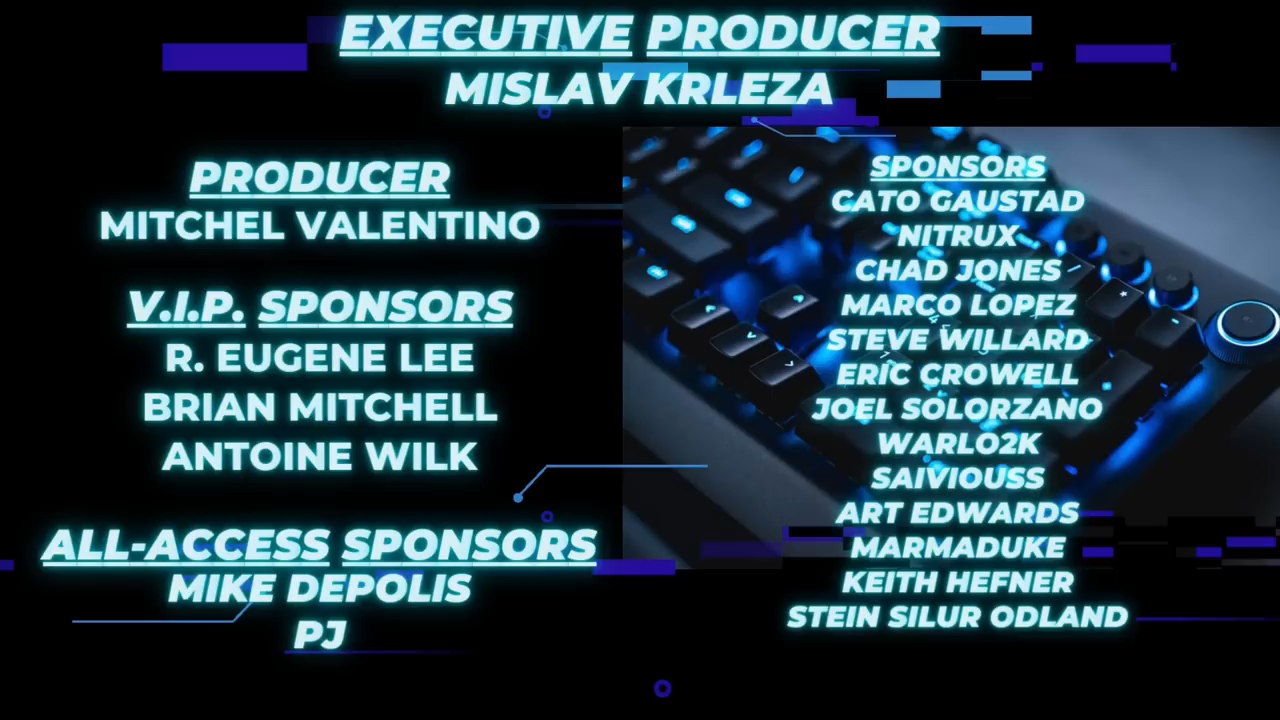 EXECUTIVE PRODUCER
MISLAV KRLEZA
PRODUCER
MITCHEL VALENTINO
V.I.P. SPONSORS
R. EUGENE LEE
BRIAN MITCHELL
ANTOINE WILK
ALL-ACCESS SPONSORS
MIKE DEPOLIS
PJ
SPONSORS
CATO GAUSTAD
NITRUX
CHAD JONES
MARCO LOPEZ
STEVE WILLARD
ERIC CROWELL
JOEL SOLORZANO
WARLO2K
SAIVIOUSS
ART EDWARDS
MARMADUKE
KEITH HEFNER
STEIN SILUR ODLAND